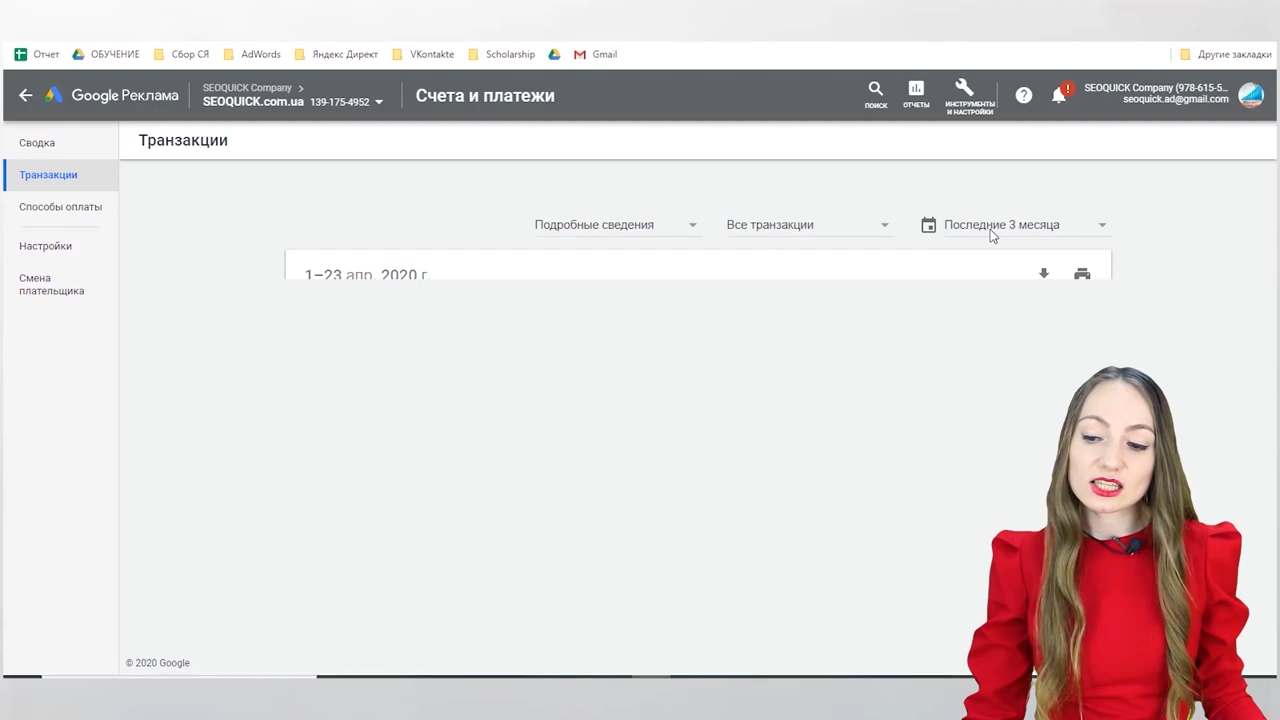 Отчет
ОБУЧЕНИЕ
Сбор СЯ
AdWords
Яндекс Директ
VKontakte
Scholarship
Gmail
Другие закладки
Google Реклама
SEOQUICK Company
SEOQUICK.com.ua 139-175-4952
Счета и платежи
ПОИСК
ОТЧЕТЫ
ИНСТРУМЕНТЫ
И НАСТРОЙКИ
?
!
SEOQUICK Company (978-615-5...
seoquick.ad@gmail.com
Сводка
Транзакции
Способы оплаты
Настройки
Смена
плательщика
Транзакции
Подробные сведения
Все транзакции
Последние 3 месяца
1–23 апр. 2020 г.
© 2020 Google